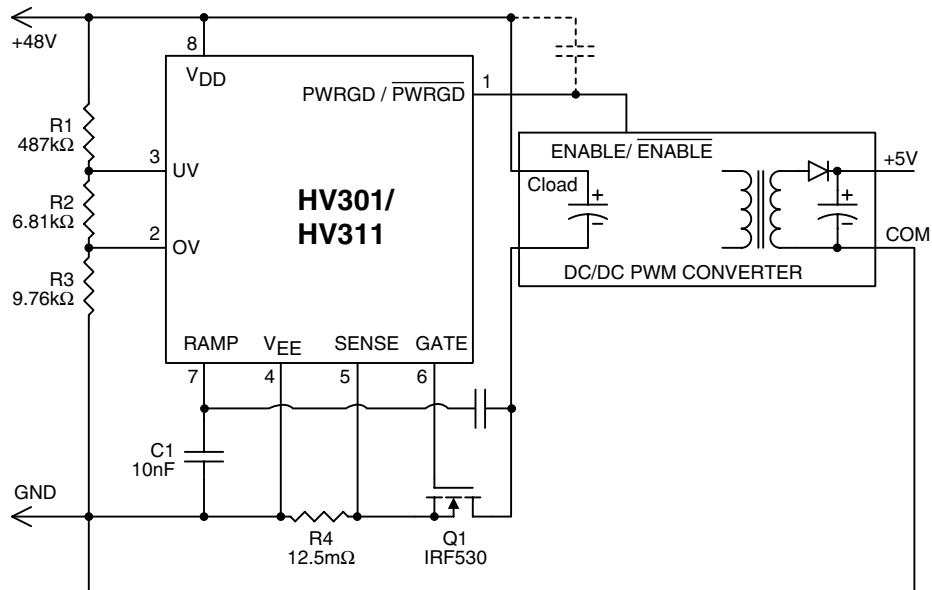 +48V
8
VDD
PWRGD / PWRGD
1
R1
487kΩ
3
UV
ENABLE/ ENABLE
+5V
Cload
+
−
+
−
HV301/
HV311
R2
6.81kΩ
2
OV
COM
R3
9.76kΩ
DC/DC PWM CONVERTER
RAMP
VEE
SENSE
GATE
7
4
5
6
C1
10nF
GND
R4
12.5mΩ
Q1
IRF530